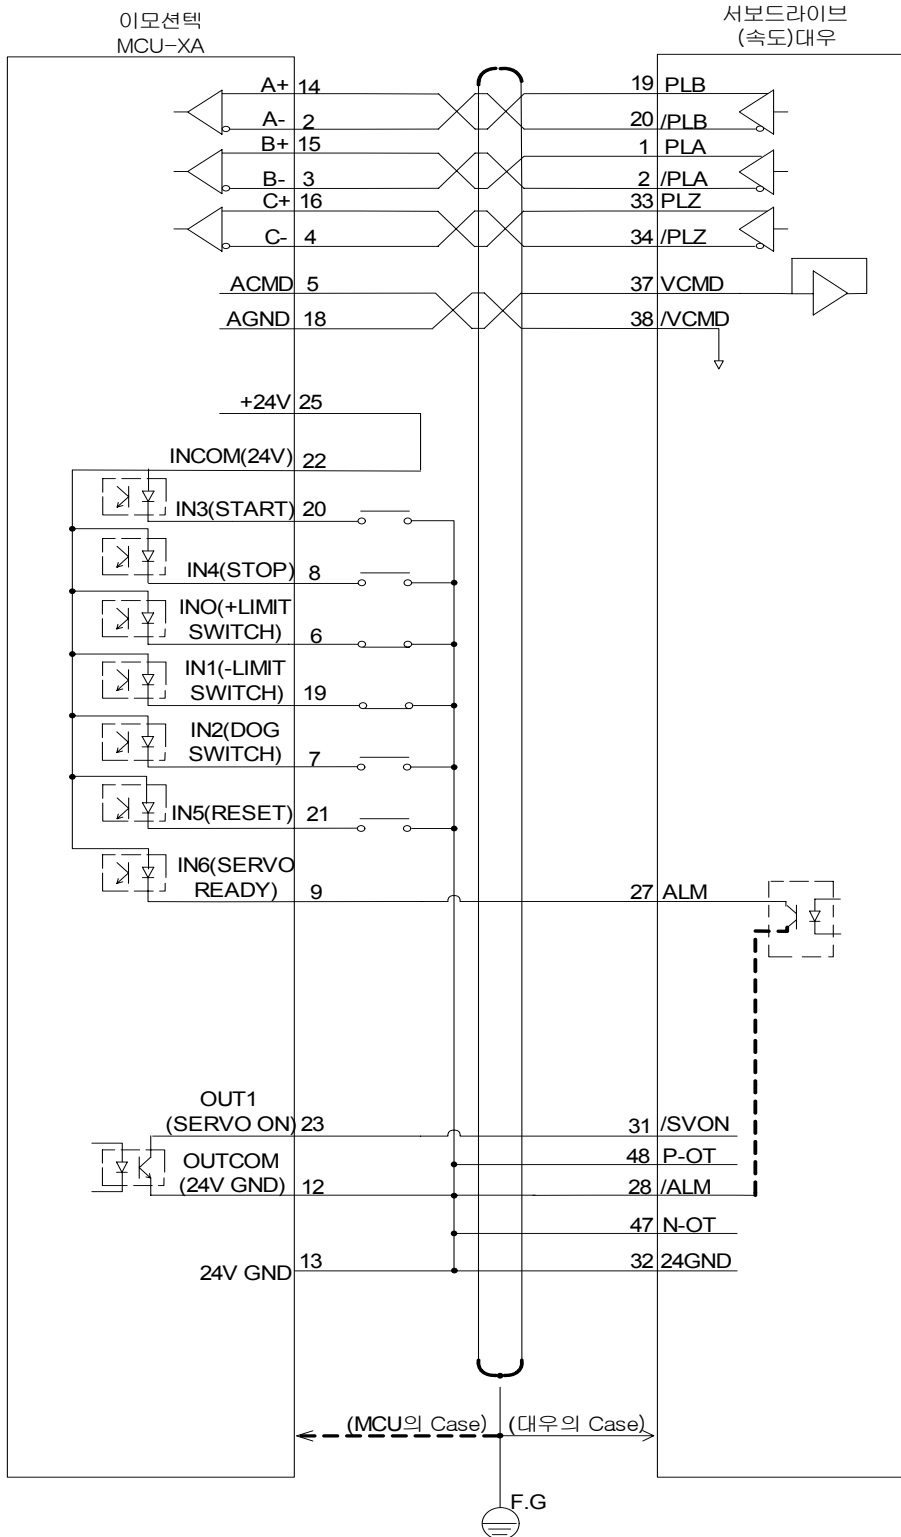 이모션텍
MCU-XA
서보드라이브
(속도)대우
A+ 14 19 PLB
A- 2 20 /PLB
B+ 15 1 PLA
B- 3 2 /PLA
C+ 16 33 PLZ
C- 4 34 /PLZ
ACMD 5 37 VCMD
AGND 18 38 /VCMD
+24V 25
INCOM(24V) 22
IN3(START) 20
IN4(STOP) 8
INO(+LIMIT
SWITCH) 6
IN1(-LIMIT
SWITCH) 19
IN2(DOG
SWITCH) 7
IN5(RESET) 21
IN6(SERVO
READY) 9 27 ALM
OUT1
(SERVO ON) 23 31 /SVON
48 P-OT
OUTCOM
(24V GND) 12 28 /ALM
47 N-OT
24V GND 13 32 24GND
(MCU의 Case) (대우의 Case)
F.G